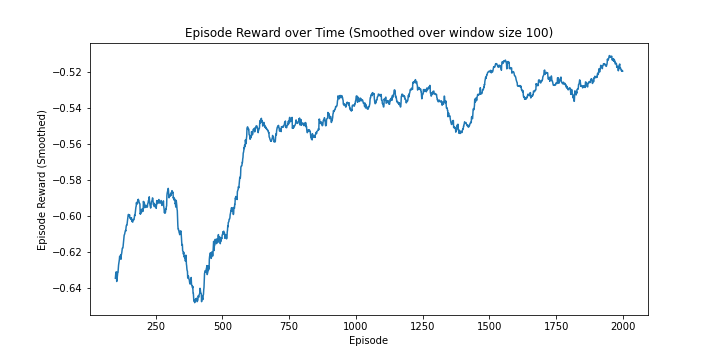 Episode Reward over Time (Smoothed over window size 100)
Episode Reward (Smoothed)
−0.52
−0.54
−0.56
−0.58
−0.60
−0.62
−0.64
250 500 750 1000 1250 1500 1750 2000
Episode